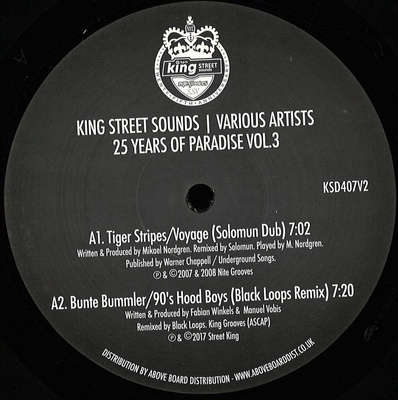 king STREET
sounds
nite grooves
KING STREET SOUNDS | VARIOUS ARTISTS
25 YEARS OF PARADISE VOL.3
KSD407V2
A1. Tiger Stripes/Voyage (Solomun Dub) 7:02
Written & Produced by Mikael Nordgren. Remixed by Solomun. Played by M. Nordgren.
Published by Warner Chappell / Underground Songs.
℗ & ©2007 & 2008 Nite Grooves
A2. Bunte Bummler/90's Hood Boys (Black Loops Remix) 7:20
Written & Produced by Fabian Winkels & Manuel Vobis
Remixed by Black Loops. King Grooves (ASCAP)
℗ & ©2017 Street King
DISTRIBUTION BY ABOVE BOARD DISTRIBUTION - WWW.ABOVEBOARDDIST.CO.UK